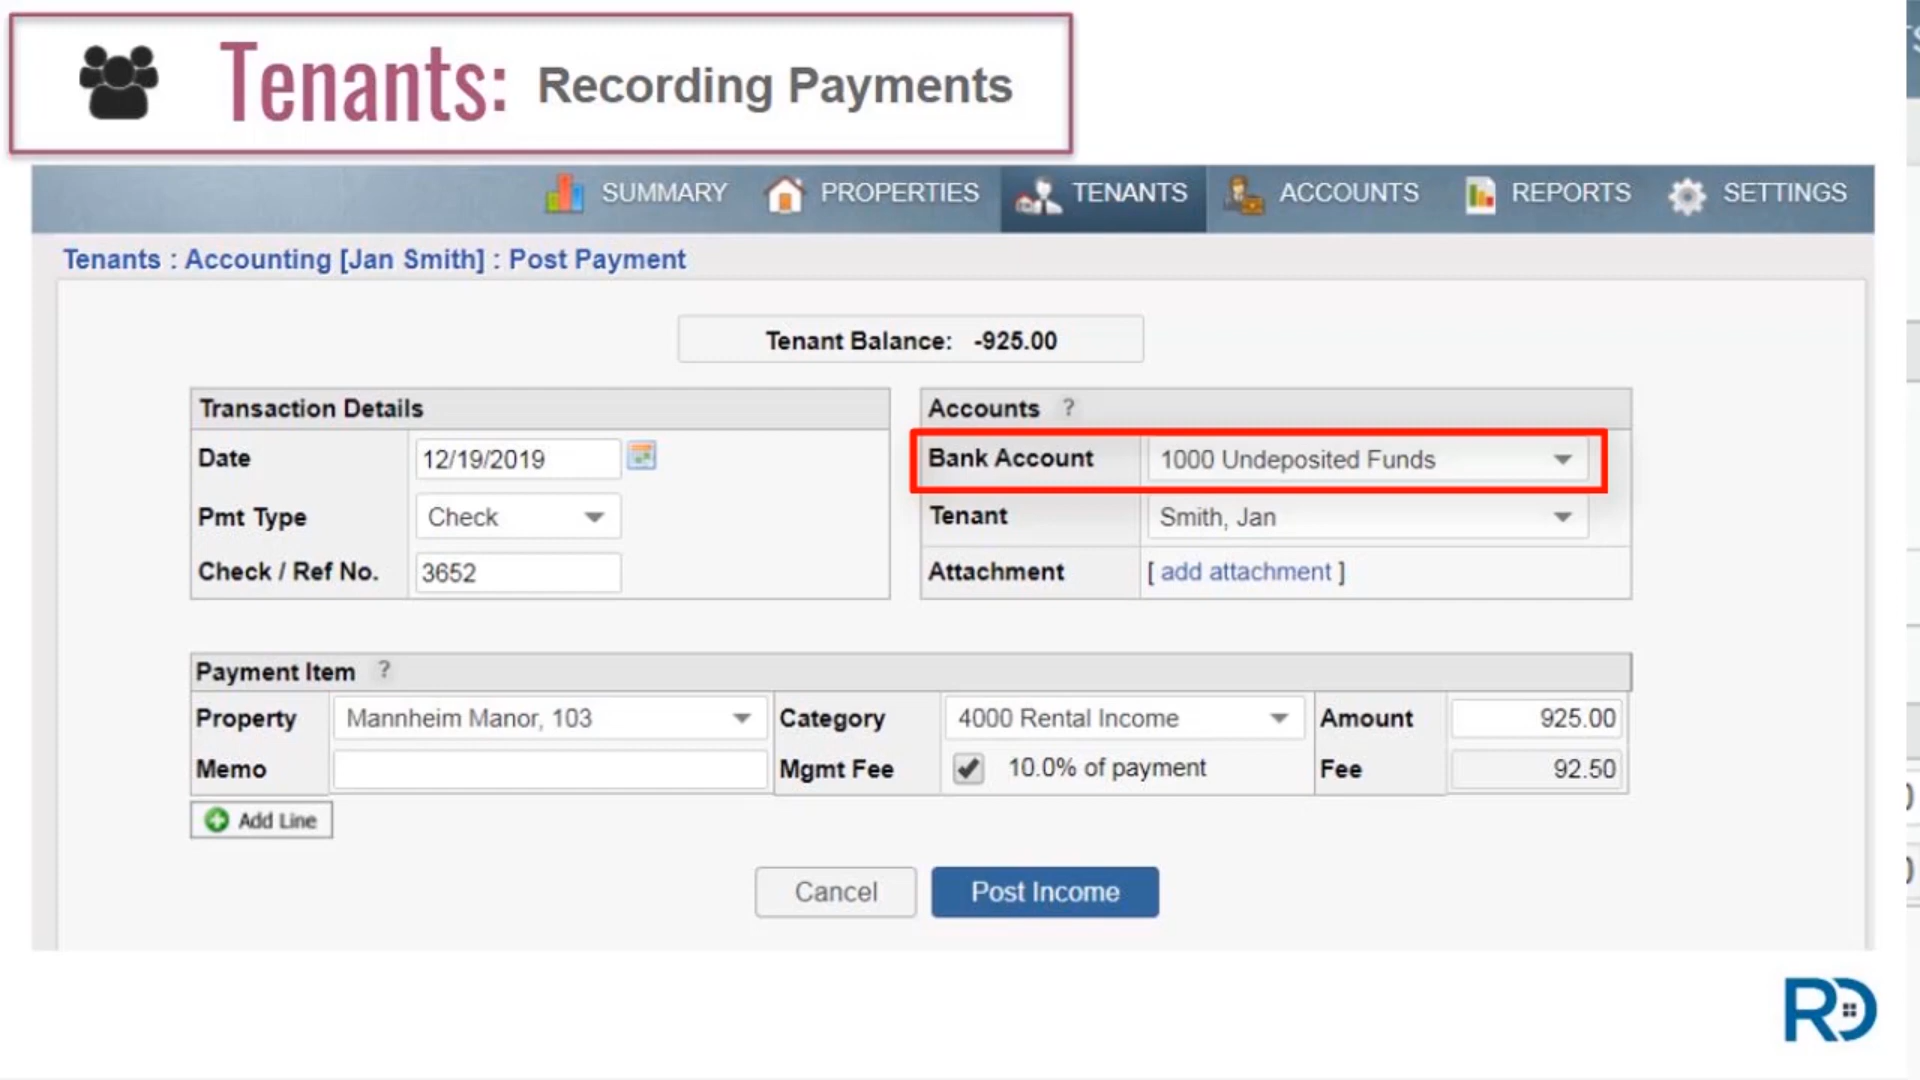 Tenants: Recording Payments
SUMMARY PROPERTIES TENANTS ACCOUNTS REPORTS SETTINGS
Tenants : Accounting [Jan Smith] : Post Payment
Tenant Balance: -925.00
Transaction Details
Date 12/19/2019
Pmt Type Check
Check / Ref No. 3652
Accounts ?
Bank Account 1000 Undeposited Funds
Tenant Smith, Jan
Attachment [ add attachment ]
Payment Item ?
Property Mannheim Manor, 103 Category 4000 Rental Income Amount 925.00
Memo Mgmt Fee 10.0% of payment Fee 92.50
Add Line
Cancel Post Income
RD